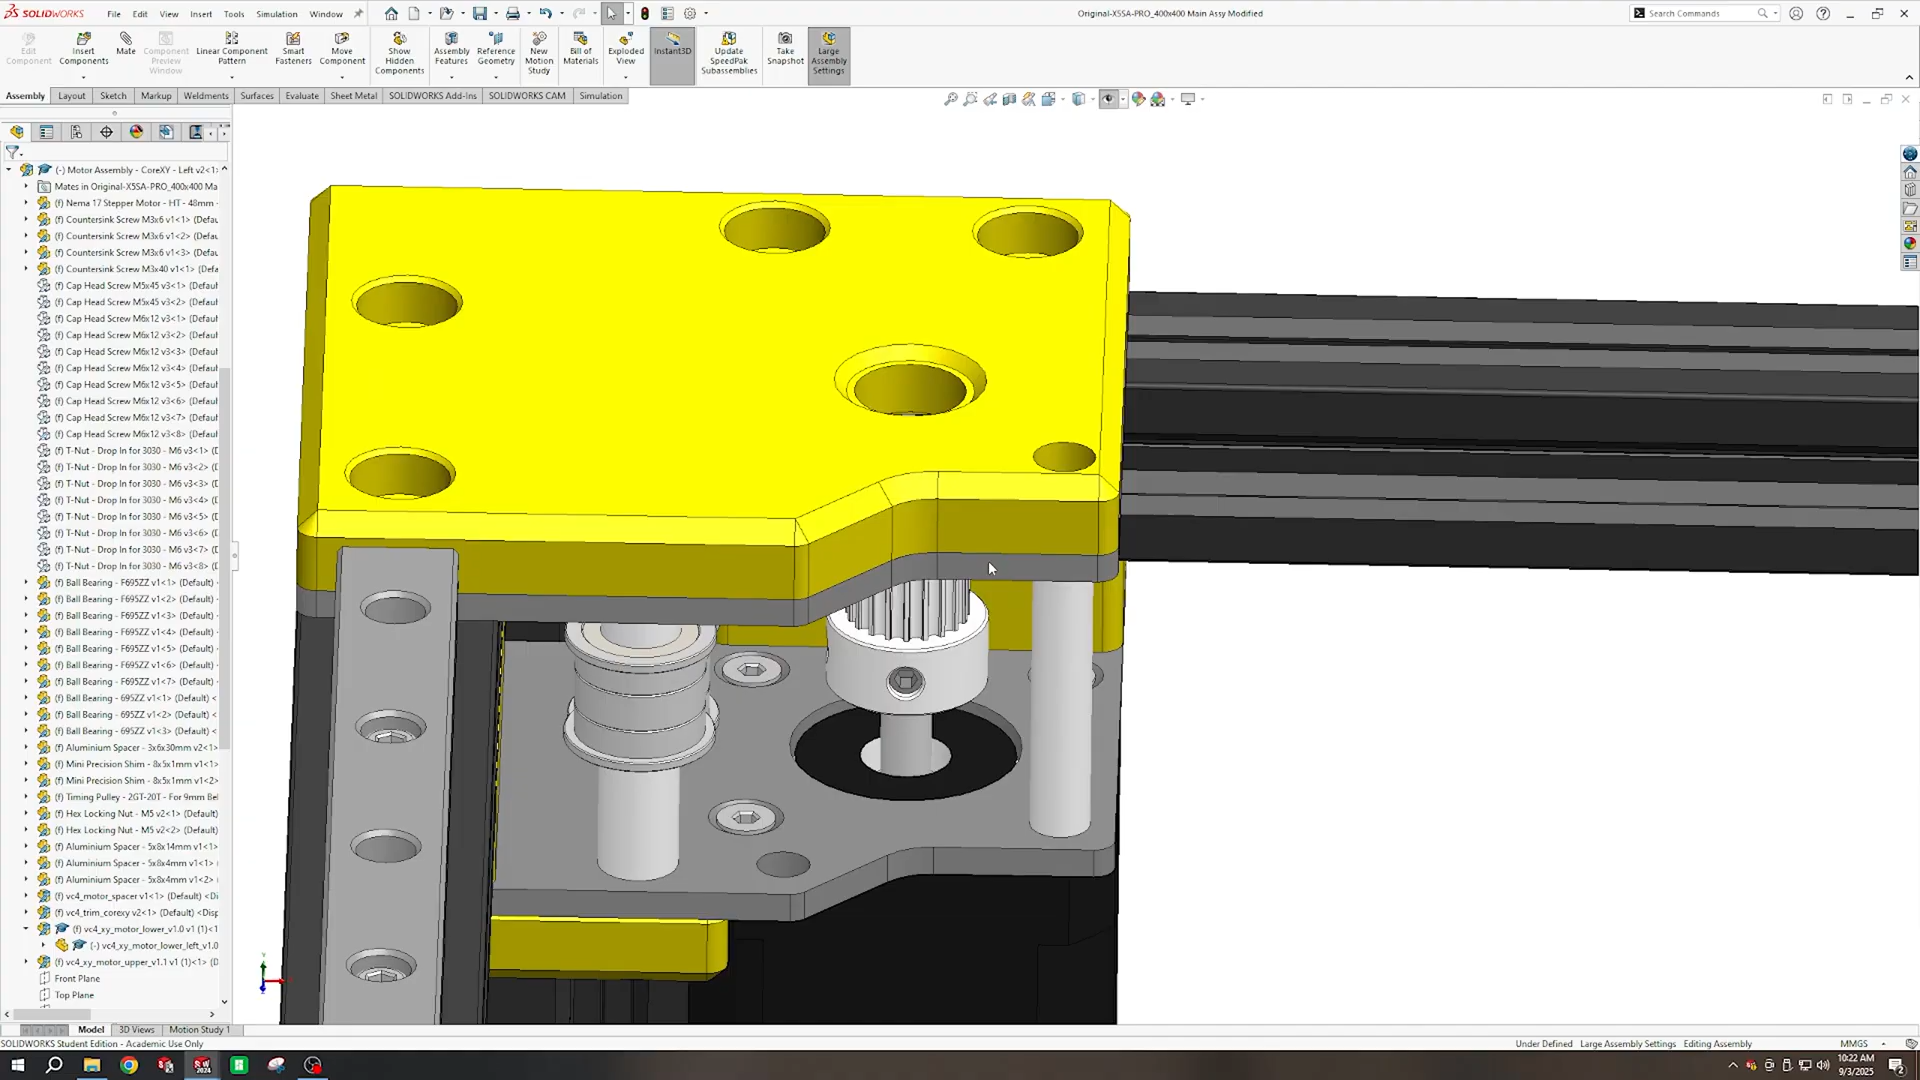 SOLIDWORKS File Edit View Insert Tools Simulation Window Original-X5SA-PRO_400x400 Main Assy Modified Search Commands
Edit Component
Insert Components
Mate
Component Preview Window
Linear Component Pattern
Smart Fasteners
Move Component
Show Hidden Components
Assembly Features
Reference Geometry
New Motion Study
Bill of Materials
Exploded View
Instant3D
Update SpeedPak Subassemblies
Take Snapshot
Large Assembly Settings
Assembly Layout Sketch Markup Weldments Surfaces Evaluate Sheet Metal SOLIDWORKS Add-Ins SOLIDWORKS CAM Simulation
(-) Motor Assembly - CoreXY - Left v2<1>
Mates in Original-X5SA-PRO_400x400 Ma
(f) Nema 17 Stepper Motor - HT - 48mm -
(f) Countersink Screw M3x6 v1<1> (Defau
(f) Countersink Screw M3x6 v1<2> (Defau
(f) Countersink Screw M3x6 v1<3> (Defau
(f) Countersink Screw M3x40 v1<1> (Defa
(f) Cap Head Screw M5x45 v3<1> (Default
(f) Cap Head Screw M5x45 v3<2> (Default
(f) Cap Head Screw M6x12 v3<1> (Default
(f) Cap Head Screw M6x12 v3<2> (Default
(f) Cap Head Screw M6x12 v3<3> (Default
(f) Cap Head Screw M6x12 v3<4> (Default
(f) Cap Head Screw M6x12 v3<5> (Default
(f) Cap Head Screw M6x12 v3<6> (Default
(f) Cap Head Screw M6x12 v3<7> (Default
(f) Cap Head Screw M6x12 v3<8> (Default
(f) T-Nut - Drop In for 3030 - M6 v3<1> (D
(f) T-Nut - Drop In for 3030 - M6 v3<2> (D
(f) T-Nut - Drop In for 3030 - M6 v3<3> (D
(f) T-Nut - Drop In for 3030 - M6 v3<4> (D
(f) T-Nut - Drop In for 3030 - M6 v3<5> (D
(f) T-Nut - Drop In for 3030 - M6 v3<6> (D
(f) T-Nut - Drop In for 3030 - M6 v3<7> (D
(f) T-Nut - Drop In for 3030 - M6 v3<8> (D
(f) Ball Bearing - F695ZZ v1<1> (Default) -
(f) Ball Bearing - F695ZZ v1<2> (Default) -
(f) Ball Bearing - F695ZZ v1<3> (Default) -
(f) Ball Bearing - F695ZZ v1<4> (Default) -
(f) Ball Bearing - F695ZZ v1<5> (Default) -
(f) Ball Bearing - F695ZZ v1<6> (Default) -
(f) Ball Bearing - F695ZZ v1<7> (Default) -
(f) Ball Bearing - 695ZZ v1<1> (Default) <
(f) Ball Bearing - 695ZZ v1<2> (Default) <
(f) Ball Bearing - 695ZZ v1<3> (Default) <
(f) Aluminium Spacer - 3x6x30mm v2<1>
(f) Mini Precision Shim - 8x5x1mm v1<1>
(f) Mini Precision Shim - 8x5x1mm v1<2>
(f) Timing Pulley - 2GT-20T - For 9mm Be
(f) Hex Locking Nut - M5 v2<1> (Default)
(f) Hex Locking Nut - M5 v2<2> (Default)
(f) Aluminium Spacer - 5x8x14mm v1<1>
(f) Aluminium Spacer - 5x8x4mm v1<1>
(f) Aluminium Spacer - 5x8x4mm v1<2>
(f) vc4_motor_spacer v1<1> (Default) <Di
(f) vc4_trim_corexy v2<1> (Default) <Disp
(f) vc4_xy_motor_lower_v1.0 v1 (1)<1>
(-) vc4_xy_motor_lower_left_v1.0
(f) vc4_xy_motor_upper_v1.1 v1 (1)<1> (D
Front Plane
Top Plane
Model 3D Views Motion Study 1
SOLIDWORKS Student Edition - Academic Use Only Under Defined Large Assembly Settings Editing Assembly MMGS
10:22 AM
9/3/2025